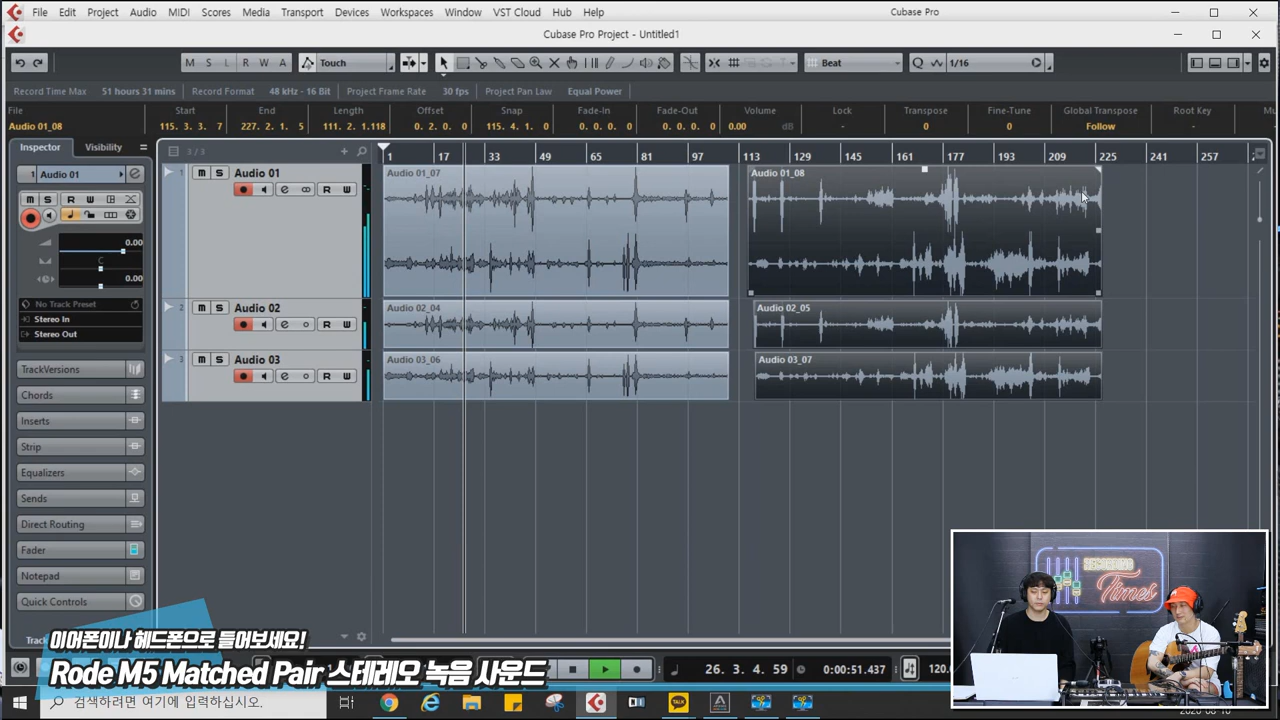 File Edit Project Audio MIDI Scores Media Transport Devices Workspaces Window VST Cloud Hub Help Cubase Pro
Cubase Pro Project - Untitled1
M S L R W A Touch Beat Q 1/16
Record Time Max 51 hours 31 mins Record Format 48 kHz - 16 Bit Project Frame Rate 30 fps Project Pan Law Equal Power
File Start End Length Offset Snap Fade-In Fade-Out Volume Lock Transpose Fine-Tune Global Transpose Root Key
Audio 01_08 115. 3. 3. 7 227. 2. 1. 5 111. 2. 1.118 0. 2. 0. 0 115. 4. 1. 0 0. 0. 0. 0 0. 0. 0. 0 0.00 dB - 0 0 Follow -
Inspector Visibility 3 / 3 1 17 33 49 65 81 97 113 129 145 161 177 193 209 225 241 257
1 Audio 01
m S R W
0.00
C
0.00
No Track Preset
Stereo In
Stereo Out
TrackVersions
Chords
Inserts
Strip
Equalizers
Sends
Direct Routing
Fader
Notepad
Quick Controls
1 m S Audio 01 Audio 01_07 Audio 01_08
R W
2 m S Audio 02 Audio 02_04 Audio 02_05
R W
3 m S Audio 03 Audio 03_06 Audio 03_07
R W
RECORDING
Times
이어폰이나 헤드폰으로 들어보세요!
Rode M5 Matched Pair 스테레오 녹음 사운드
26. 3. 4. 59 0:00:51.437 120.
검색하려면 여기에 입력하십시오.
TALK